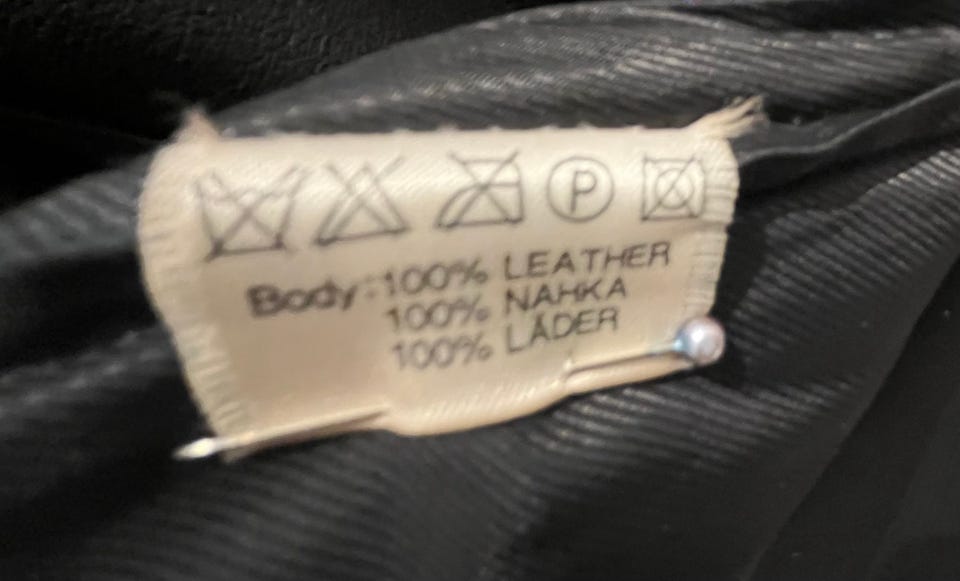 P
Body: 100% LEATHER
100% NAHKA
100% LÄDER